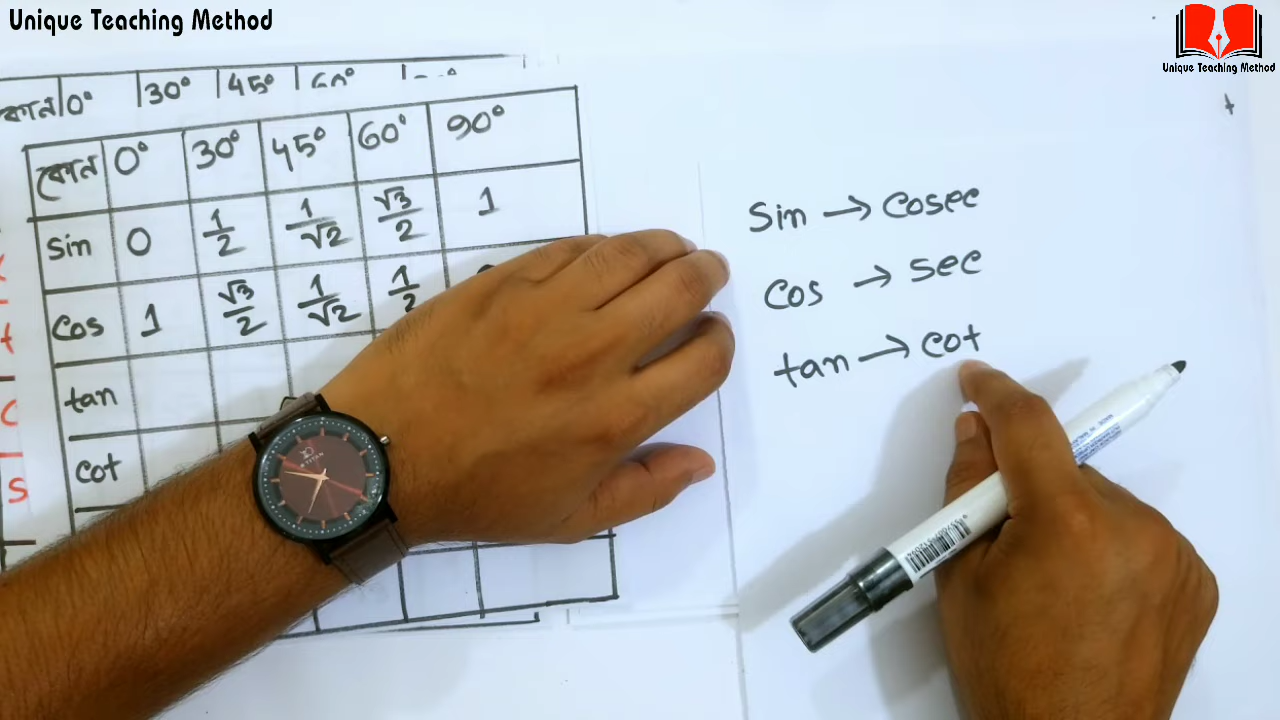 Unique Teaching Method
Unique Teaching Method
কোন 0° 30° 45° 60°
কোন 0° 30° 45° 60° 90°
sin 0 1/2 1/√2 √3/2 1
cos 1 √3/2 1/√2 1/2
tan
cot
sin → cosec
cos → sec
tan → cot